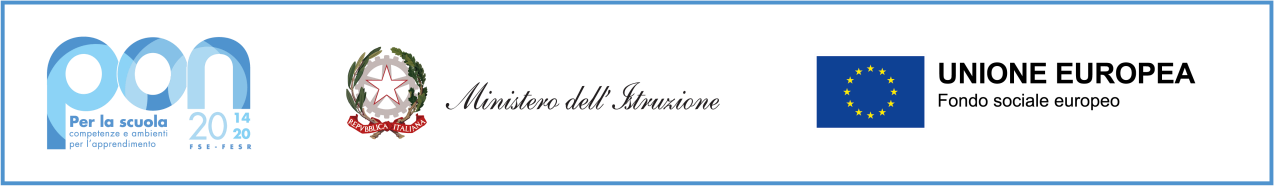 pon
Per la scuola
competenze e ambienti
per l'apprendimento
20 14
20
FSE-FESR
REPVBBLICA ITALIANA
Ministero dell'Istruzione
UNIONE EUROPEA
Fondo sociale europeo